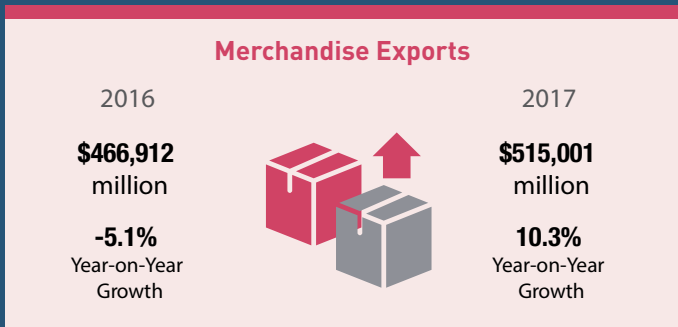 Merchandise Exports
2016
$466,912
million
-5.1%
Year-on-Year
Growth
2017
$515,001
million
10.3%
Year-on-Year
Growth